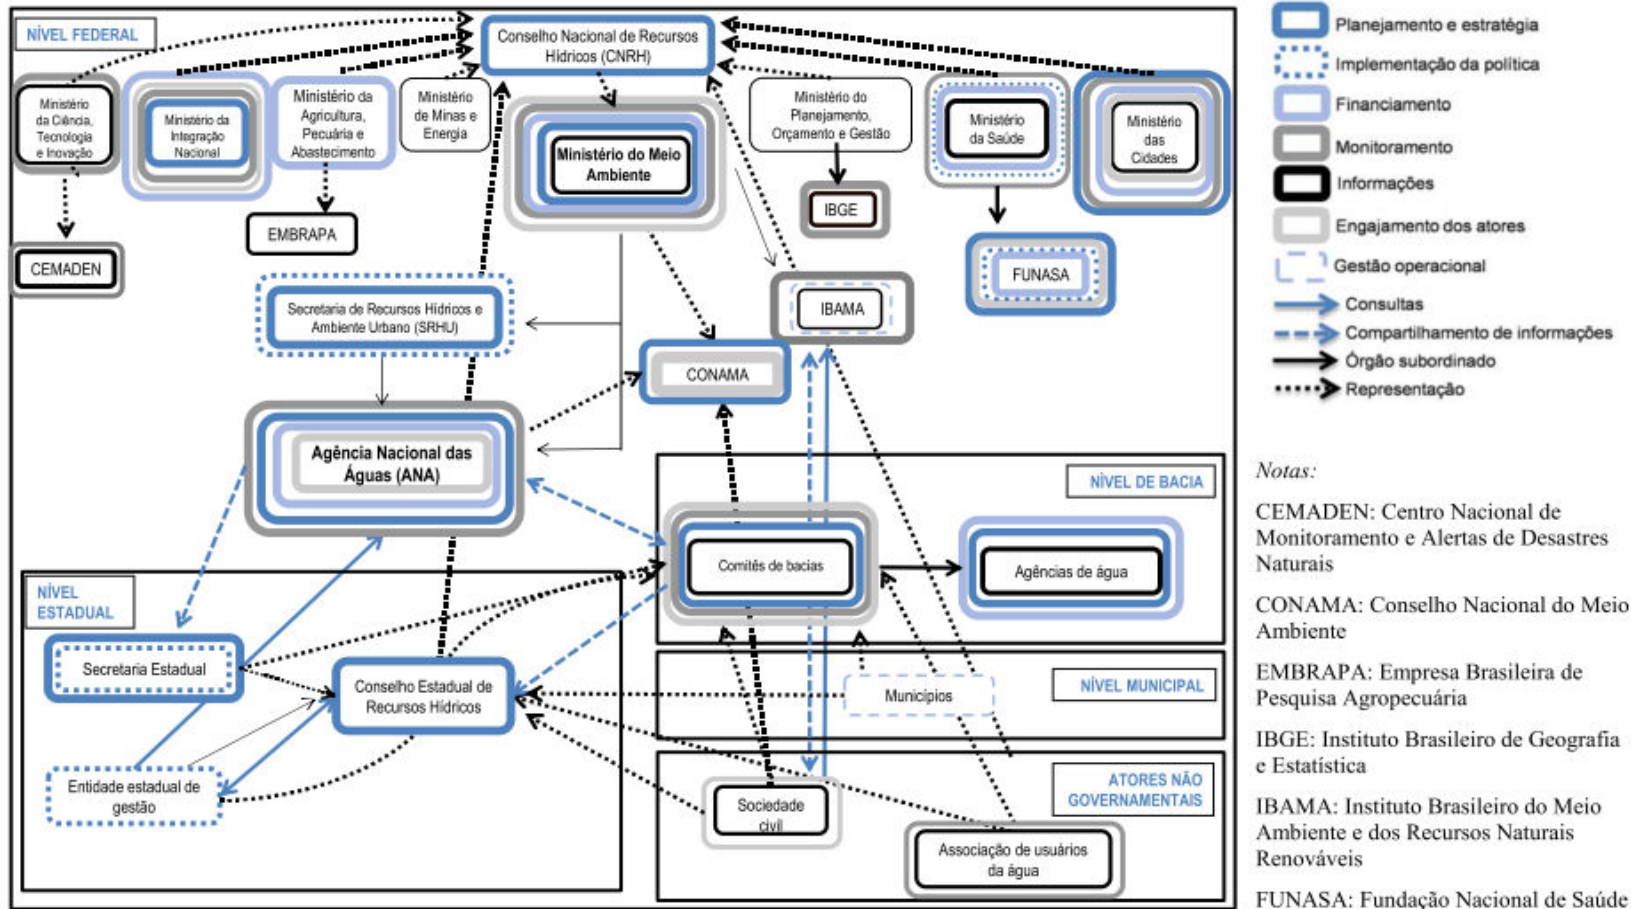 NÍVEL FEDERAL
Conselho Nacional de Recursos
Hídricos (CNRH)
Ministério
da Ciência,
Tecnologia
e Inovação
Ministério da
Integração
Nacional
Ministério da
Agricultura,
Pecuária e
Abastecimento
Ministério
de Minas e
Energia
Ministério do Meio
Ambiente
Ministério do
Planejamento,
Orçamento e Gestão
Ministério
da Saúde
Ministério
das
Cidades
CEMADEN
EMBRAPA
IBGE
FUNASA
Secretaria de Recursos Hídricos e
Ambiente Urbano (SRHU)
IBAMA
CONAMA
Agência Nacional das
Águas (ANA)
NÍVEL DE BACIA
Comitês de bacias
Agências de água
NÍVEL
ESTADUAL
Secretaria Estadual
Conselho Estadual de
Recursos Hídricos
Entidade estadual de
gestão
NÍVEL MUNICIPAL
Municípios
ATORES NÃO
GOVERNAMENTAIS
Sociedade
civil
Associação de usuários
da água
Planejamento e estratégia
Implementação da política
Financiamento
Monitoramento
Informações
Engajamento dos atores
Gestão operacional
Consultas
Compartilhamento de informações
Órgão subordinado
Representação
Notas:
CEMADEN: Centro Nacional de
Monitoramento e Alertas de Desastres
Naturais
CONAMA: Conselho Nacional do Meio
Ambiente
EMBRAPA: Empresa Brasileira de
Pesquisa Agropecuária
IBGE: Instituto Brasileiro de Geografia
e Estatística
IBAMA: Instituto Brasileiro do Meio
Ambiente e dos Recursos Naturais
Renováveis
FUNASA: Fundação Nacional de Saúde